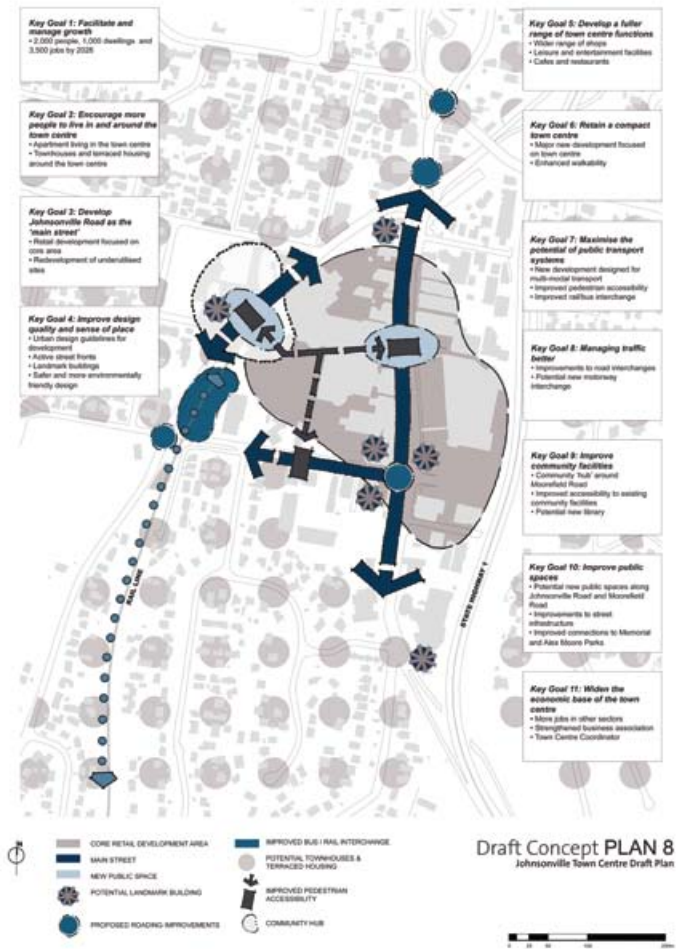 Key Goal 1: Facilitate and
manage growth
• 2,000 people, 1,000 dwellings and
3,500 jobs by 2026
Key Goal 2: Encourage more
people to live in and around the
town centre
• Apartment living in the town centre
• Townhouses and terraced housing
around the town centre
Key Goal 3: Develop
Johnsonville Road as the
'main street'
• Retail development focused on
core area
• Redevelopment of underutilised
sites
Key Goal 4: Improve design
quality and sense of place
• Urban design guidelines for
development
• Active street fronts
• Landmark buildings
• Safer and more environmentally
friendly design
Key Goal 5: Develop a fuller
range of town centre functions
• Wider range of shops
• Leisure and entertainment facilities
• Cafes and restaurants
Key Goal 6: Retain a compact
town centre
• Major new development focused
on town centre
• Enhanced walkability
Key Goal 7: Maximise the
potential of public transport
systems
• New development designed for
multi-modal transport
• Improved pedestrian accessibility
• Improved rail/bus interchange
Key Goal 8: Managing traffic
better
• Improvements to road interchanges
• Potential new motorway
interchange
Key Goal 9: Improve
community facilities
• Community 'hub' around
Moorefield Road
• Improved accessibility to existing
community facilities
• Potential new library
Key Goal 10: Improve public
spaces
• Potential new public spaces along
Johnsonville Road and Moorefield
Road
• Improvements to street
infrastructure
• Improved connections to Memorial
and Alex Moore Parks
Key Goal 11: Widen the
economic base of the town
centre
• More jobs in other sectors
• Strengthened business association
• Town Centre Coordinator
RAIL LINE
STATE HIGHWAY 1
N
CORE RETAIL DEVELOPMENT AREA
MAIN STREET
NEW PUBLIC SPACE
POTENTIAL LANDMARK BUILDING
PROPOSED ROADING IMPROVEMENTS
IMPROVED BUS / RAIL INTERCHANGE
POTENTIAL TOWNHOUSES &
TERRACED HOUSING
IMPROVED PEDESTRIAN
ACCESSIBILITY
COMMUNITY HUB
Draft Concept PLAN 8
Johnsonville Town Centre Draft Plan